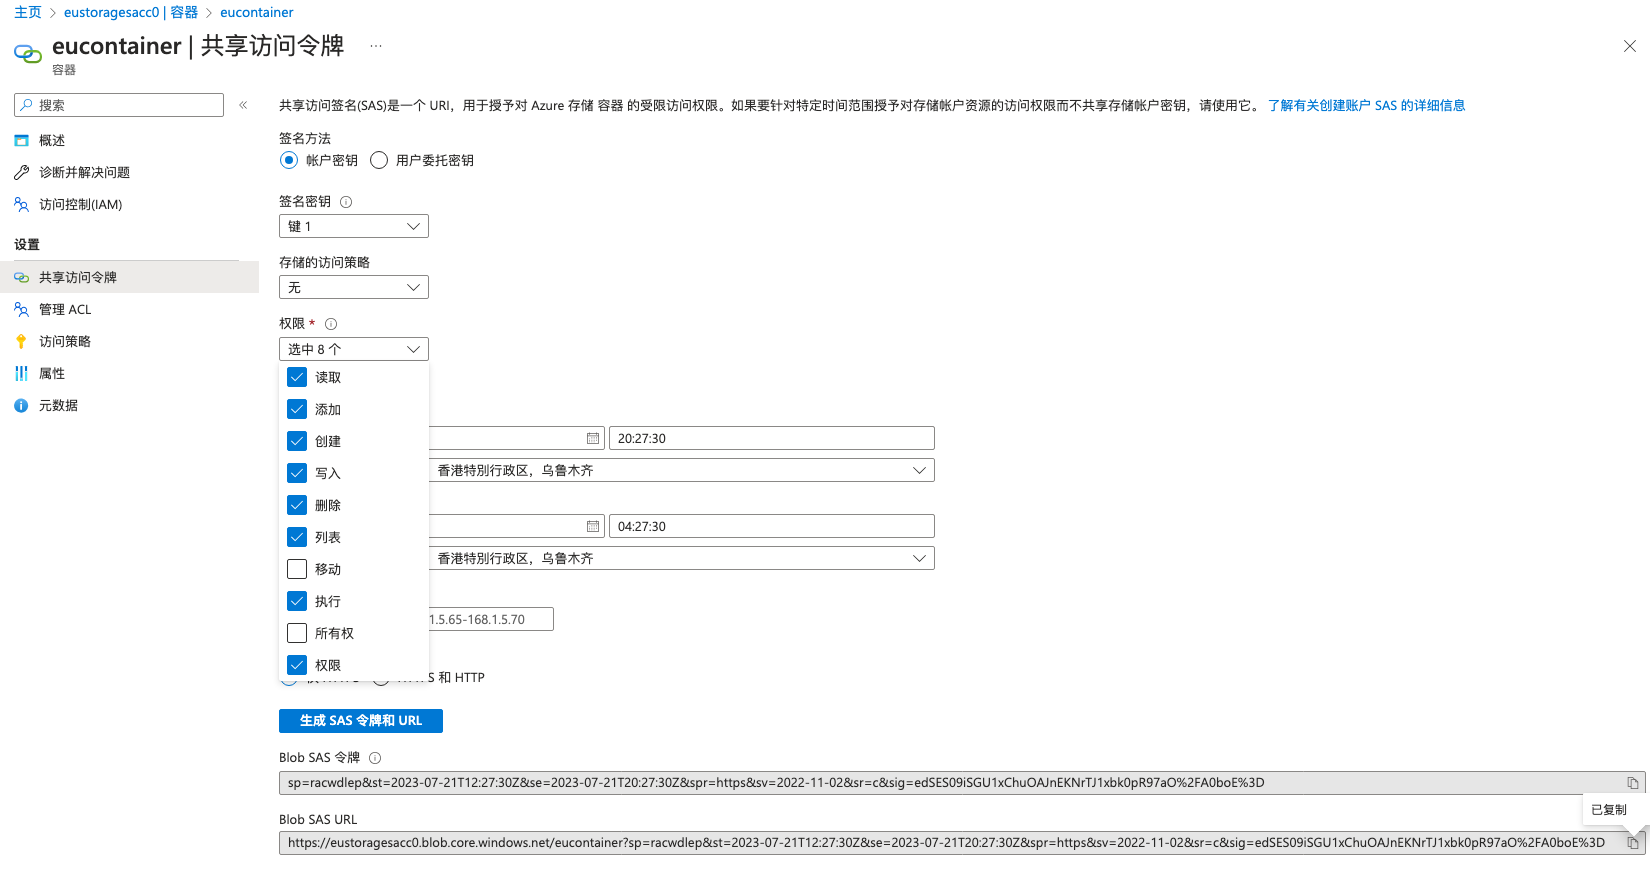 主页 > eustoragesacc0 | 容器 > eucontainer
eucontainer | 共享访问令牌 ...
容器
搜索
概述
诊断并解决问题
访问控制(IAM)
设置
共享访问令牌
管理 ACL
访问策略
属性
元数据
共享访问签名(SAS)是一个 URI，用于授予对 Azure 存储 容器 的受限访问权限。如果要针对特定时间范围授予对存储帐户资源的访问权限而不共享存储帐户密钥，请使用它。 了解有关创建账户 SAS 的详细信息
签名方法
帐户密钥 用户委托密钥
签名密钥
键 1
存储的访问策略
无
权限 *
选中 8 个
读取
添加
创建
写入
删除
列表
移动
执行
所有权
权限
20:27:30
香港特別行政区，乌鲁木齐
04:27:30
香港特別行政区，乌鲁木齐
1.5.65-168.1.5.70
S 和 HTTP
生成 SAS 令牌和 URL
Blob SAS 令牌
sp=racwdlep&st=2023-07-21T12:27:30Z&se=2023-07-21T20:27:30Z&spr=https&sv=2022-11-02&sr=c&sig=edSES09iSGU1xChuOAJnEKNrTJ1xbk0pR97aO%2FA0boE%3D
已复制
Blob SAS URL
https://eustoragesacc0.blob.core.windows.net/eucontainer?sp=racwdlep&st=2023-07-21T12:27:30Z&se=2023-07-21T20:27:30Z&spr=https&sv=2022-11-02&sr=c&sig=edSES09iSGU1xChuOAJnEKNrTJ1xbk0pR97aO%2FA0boE%3D